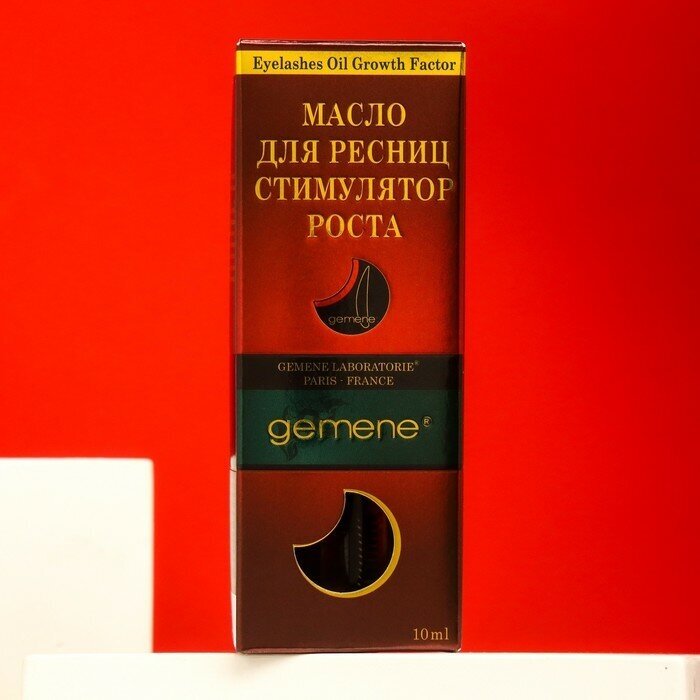 Eyelashes Oil Growth Factor
МАСЛО
ДЛЯ РЕСНИЦ
СТИМУЛЯТОР
РОСТА
gemene
GEMENE LABORATORIE®
PARIS - FRANCE
gemene®
10ml